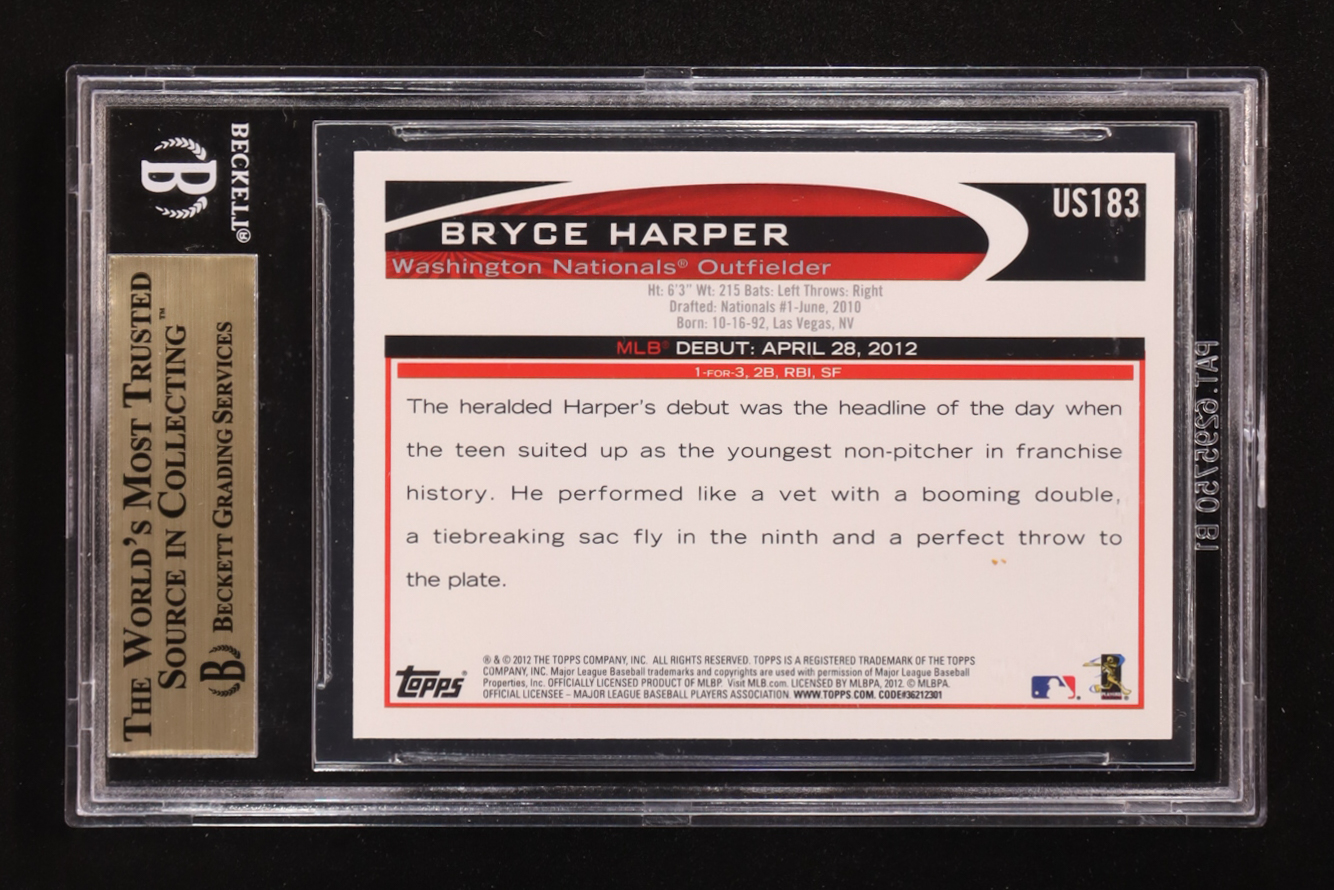 BECKETT®
B
THE WORLD'S MOST TRUSTED
SOURCE IN COLLECTING™
B BECKETT GRADING SERVICES
US183
BRYCE HARPER
Washington Nationals® Outfielder
Ht: 6'3" Wt: 215 Bats: Left Throws: Right
Drafted: Nationals #1-June, 2010
Born: 10-16-92, Las Vegas, NV
MLB® DEBUT: APRIL 28, 2012
1-FOR-3, 2B, RBI, SF
The heralded Harper's debut was the headline of the day when
the teen suited up as the youngest non-pitcher in franchise
history. He performed like a vet with a booming double,
a tiebreaking sac fly in the ninth and a perfect throw to
the plate.
TOPPS®
® & © 2012 THE TOPPS COMPANY, INC. ALL RIGHTS RESERVED. TOPPS IS A REGISTERED TRADEMARK OF THE TOPPS
COMPANY, INC. Major League Baseball trademarks and copyrights are used with permission of Major League Baseball
Properties, Inc. OFFICIALLY LICENSED PRODUCT OF MLBP. Visit MLB.com. LICENSED BY MLBPA, 2012. © MLBPA.
OFFICIAL LICENSEE – MAJOR LEAGUE BASEBALL PLAYERS ASSOCIATION. WWW.TOPPS.COM. CODE#36212301
PAT. 6295750 B1